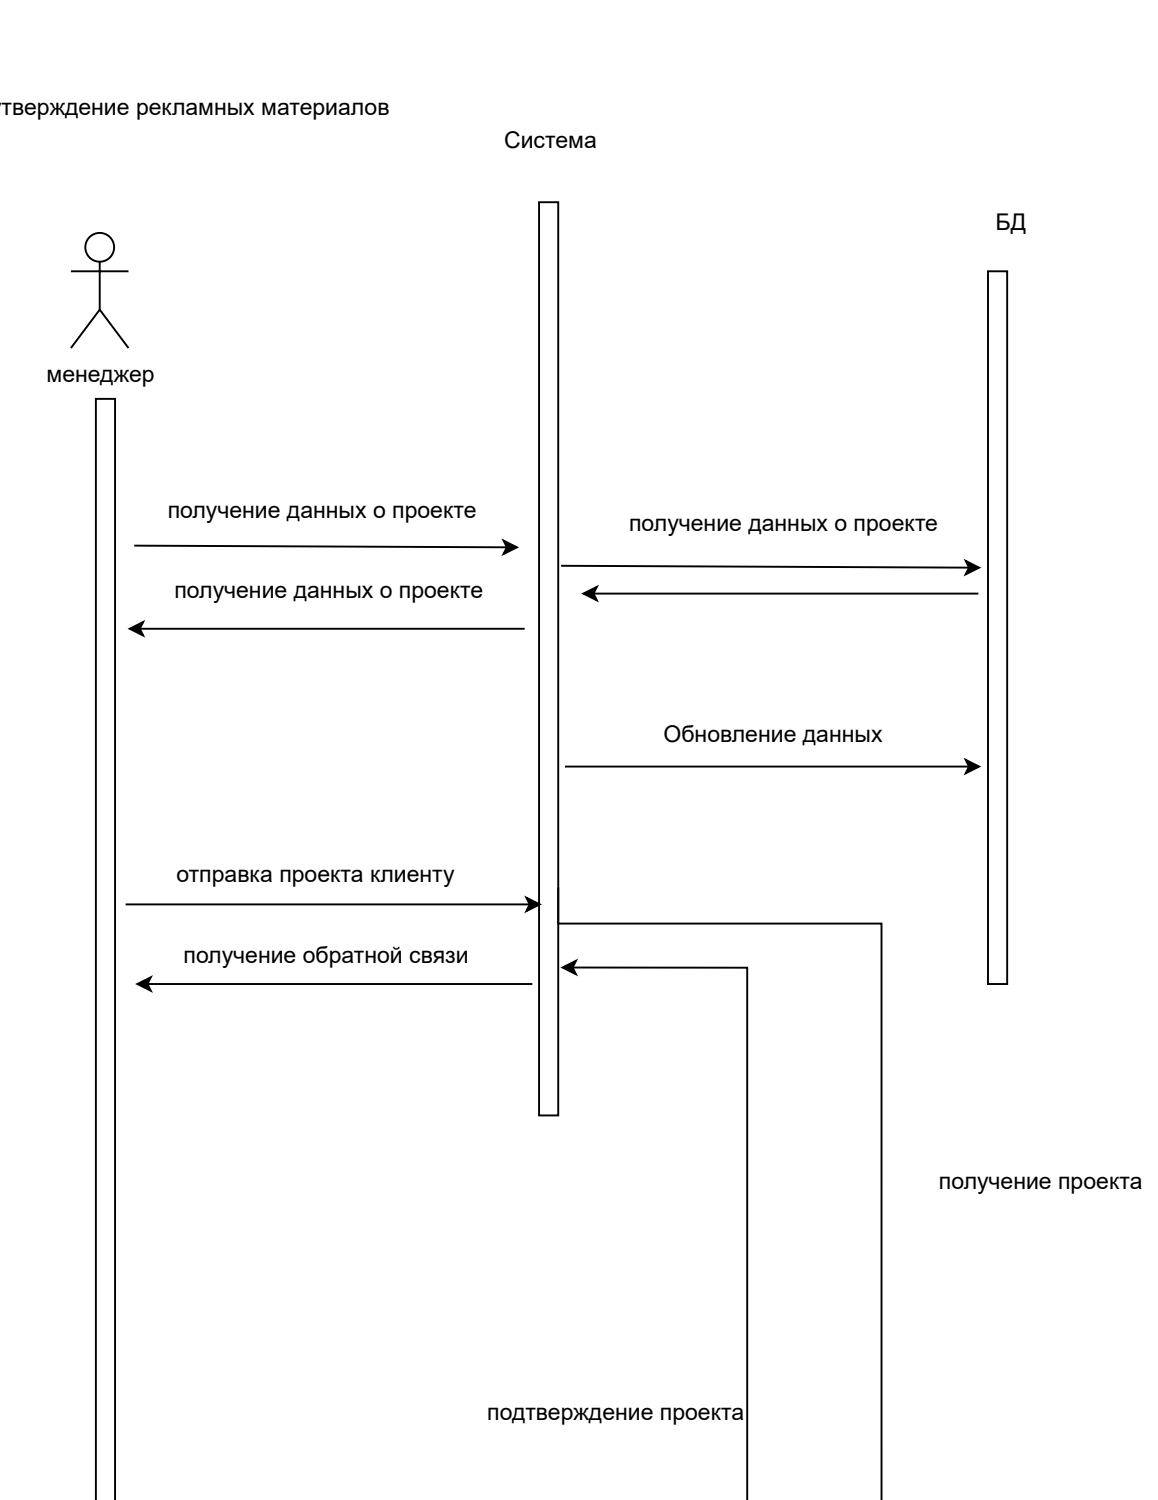 утверждение рекламных материалов
Система
БД
менеджер
получение данных о проекте
получение данных о проекте
получение данных о проекте
Обновление данных
отправка проекта клиенту
получение обратной связи
получение проекта
подтверждение проекта